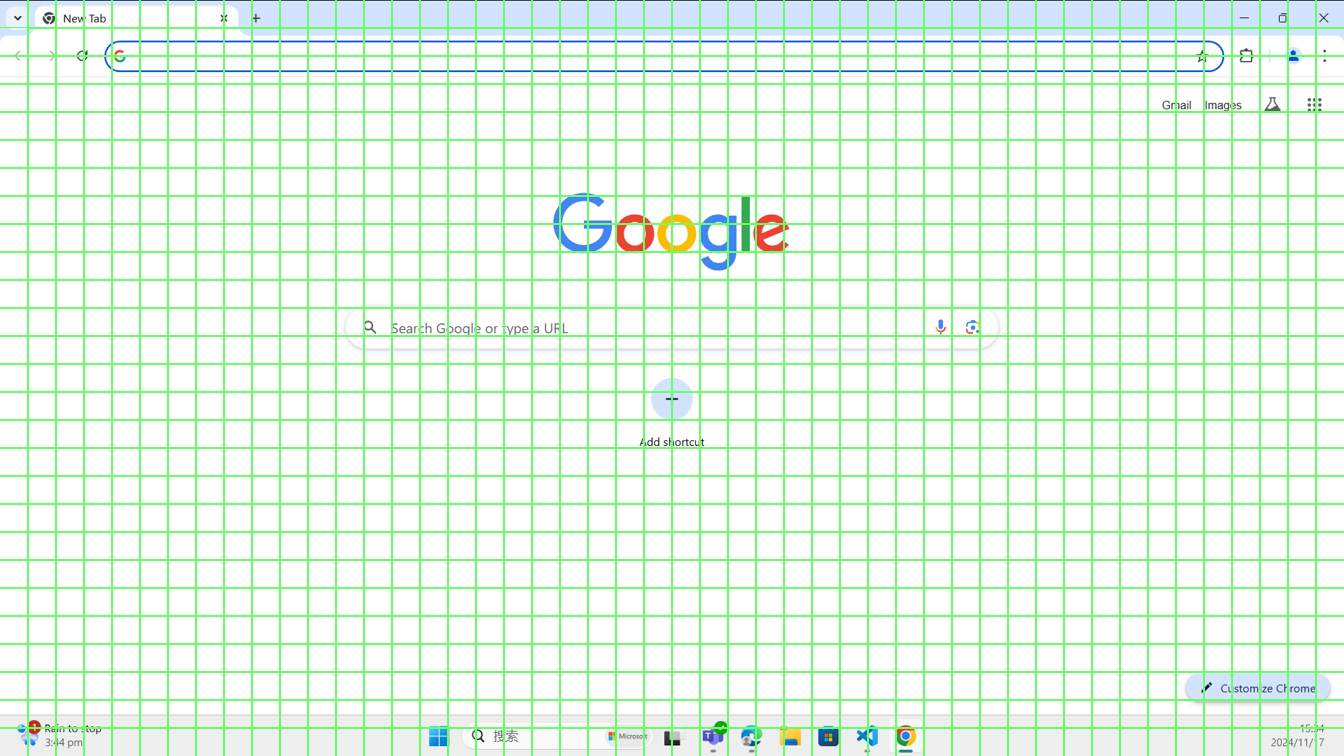 New Tab
Gmail Images
Google
Search Google or type a URL
Add shortcut
Customize Chrome
1
Rain to stop
3:44 pm
搜索
Microsoft
15:34
2024/11/17